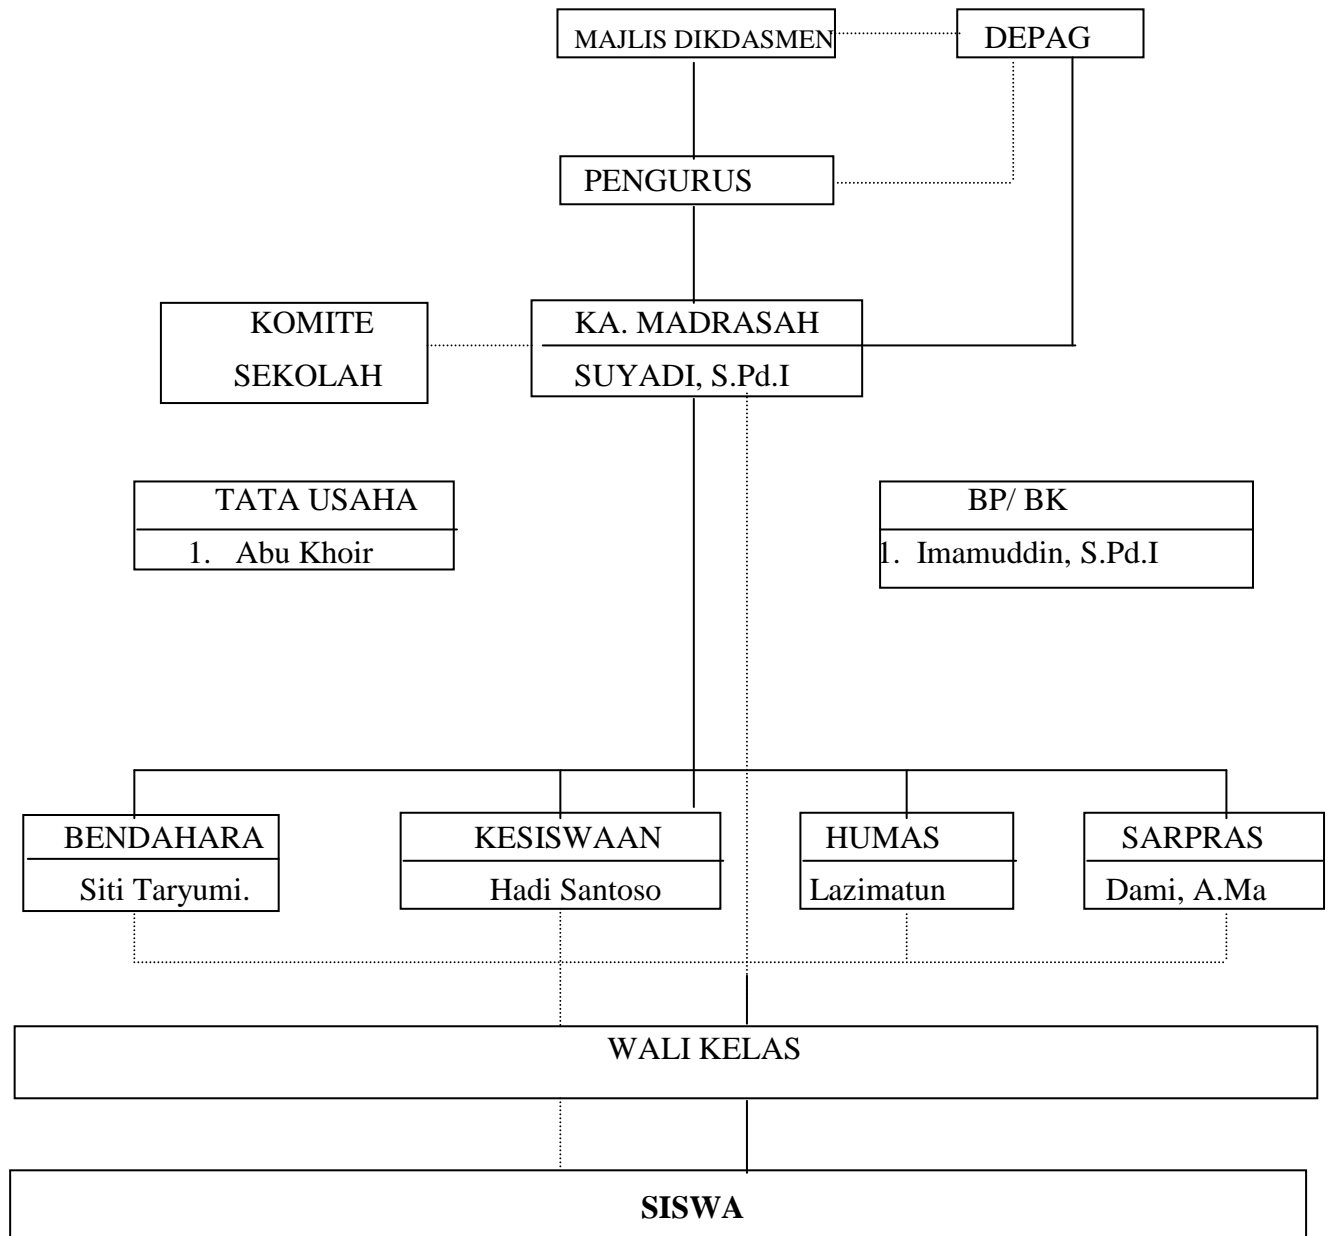 MAJLIS DIKDASMEN
DEPAG
PENGURUS
KOMITE
SEKOLAH
KA. MADRASAH
SUYADI, S.Pd.I
TATA USAHA
1. Abu Khoir
BP/ BK
1. Imamuddin, S.Pd.I
BENDAHARA
Siti Taryumi.
KESISWAAN
Hadi Santoso
HUMAS
Lazimatun
SARPRAS
Dami, A.Ma
WALI KELAS
SISWA